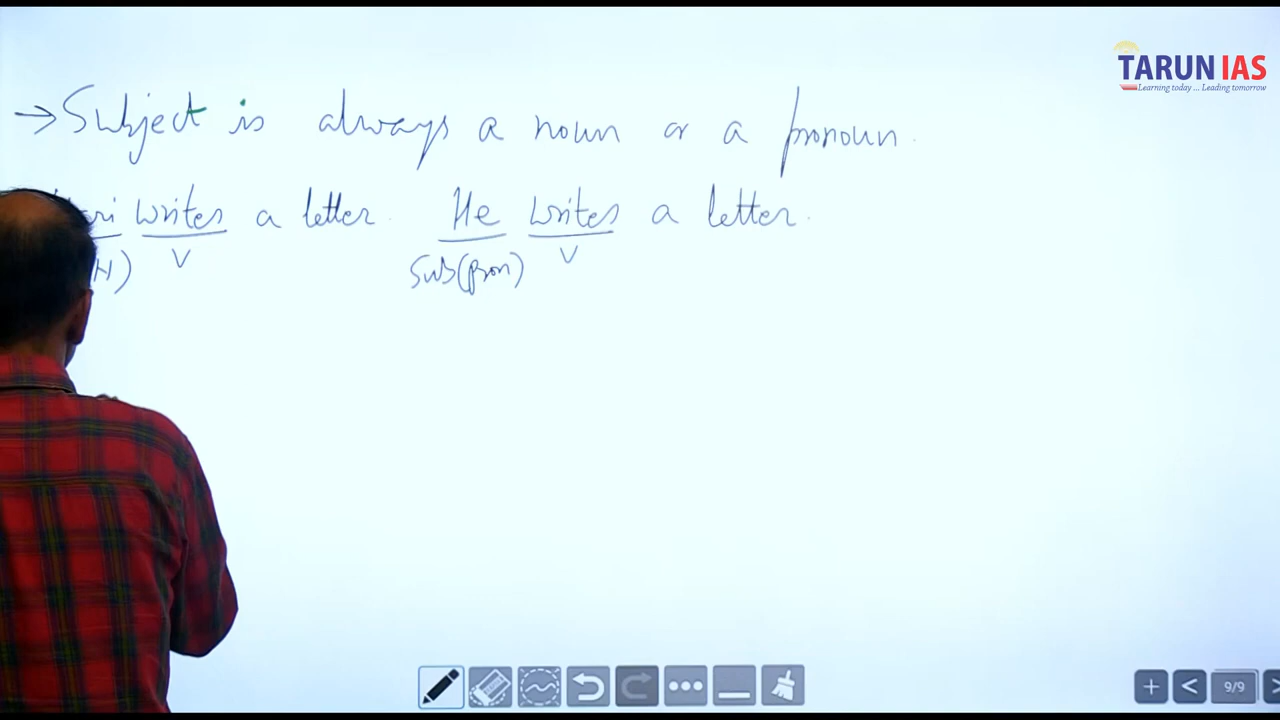 TARUN IAS
Learning today ... Leading tomorrow
→ Subject is always a noun or a pronoun.
writes a letter. He writes a letter.
V Sub(pron) V
9/9